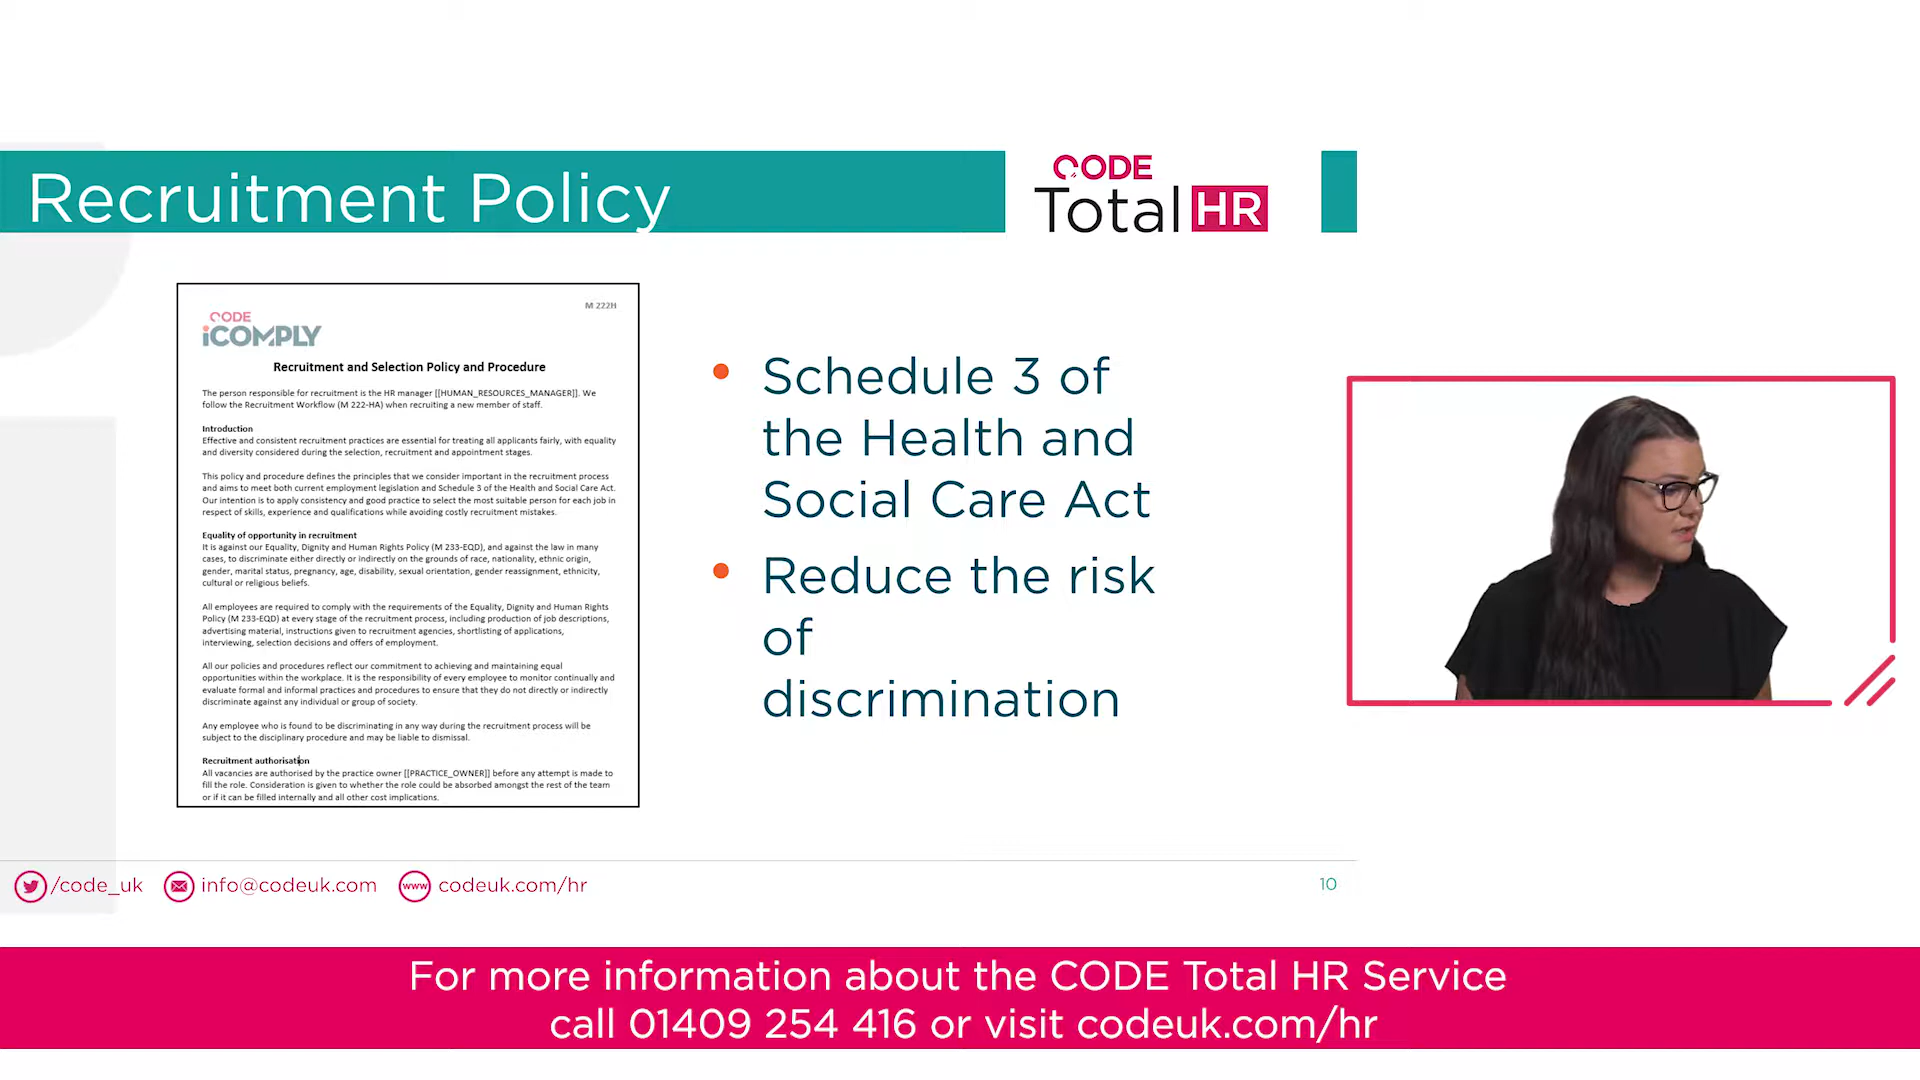 Recruitment Policy
CODE
Total HR
M 222H
CODE
iCOMPLY
Recruitment and Selection Policy and Procedure
The person responsible for recruitment is the HR manager [[HUMAN_RESOURCES_MANAGER]]. We
follow the Recruitment Workflow (M 222-HA) when recruiting a new member of staff.
Introduction
Effective and consistent recruitment practices are essential for treating all applicants fairly, with equality
and diversity considered during the selection, recruitment and appointment stages.
This policy and procedure defines the principles that we consider important in the recruitment process
and aims to meet both current employment legislation and Schedule 3 of the Health and Social Care Act.
Our intention is to apply consistency and good practice to select the most suitable person for each job in
respect of skills, experience and qualifications while avoiding costly recruitment mistakes.
Equality of opportunity in recruitment
It is against our Equality, Dignity and Human Rights Policy (M 233-EQD), and against the law in many
cases, to discriminate either directly or indirectly on the grounds of race, nationality, ethnic origin,
gender, marital status, pregnancy, age, disability, sexual orientation, gender reassignment, ethnicity,
cultural or religious beliefs.
All employees are required to comply with the requirements of the Equality, Dignity and Human Rights
Policy (M 233-EQD) at every stage of the recruitment process, including production of job descriptions,
advertising material, instructions given to recruitment agencies, shortlisting of applications,
interviewing, selection decisions and offers of employment.
All our policies and procedures reflect our commitment to achieving and maintaining equal
opportunities within the workplace. It is the responsibility of every employee to monitor continually and
evaluate formal and informal practices and procedures to ensure that they do not directly or indirectly
discriminate against any individual or group of society.
Any employee who is found to be discriminating in any way during the recruitment process will be
subject to the disciplinary procedure and may be liable to dismissal.
Recruitment authorisation
All vacancies are authorised by the practice owner [[PRACTICE_OWNER]] before any attempt is made to
fill the role. Consideration is given to whether the role could be absorbed amongst the rest of the team
or if it can be filled internally and all other cost implications.
• Schedule 3 of
the Health and
Social Care Act
• Reduce the risk
of
discrimination
/code_uk info@codeuk.com www codeuk.com/hr
10
For more information about the CODE Total HR Service
call 01409 254 416 or visit codeuk.com/hr